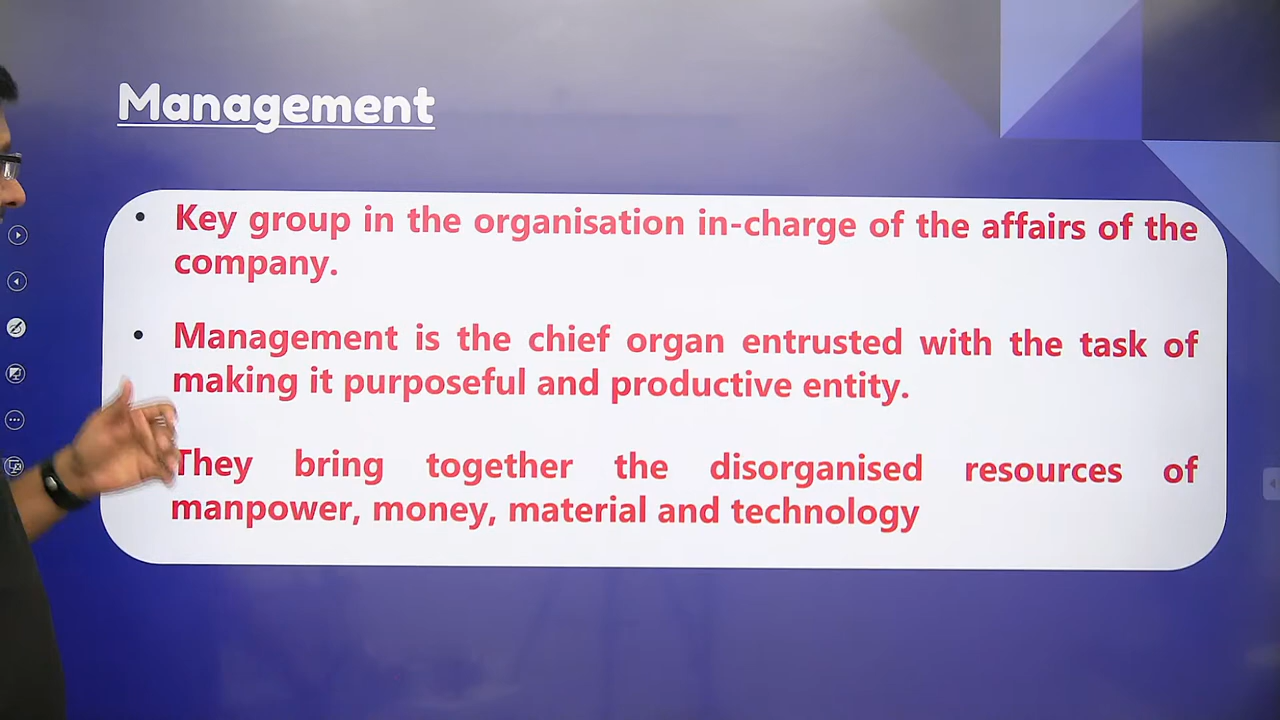 Management
• Key group in the organisation in-charge of the affairs of the
company.
• Management is the chief organ entrusted with the task of
making it purposeful and productive entity.
They bring together the disorganised resources of
manpower, money, material and technology